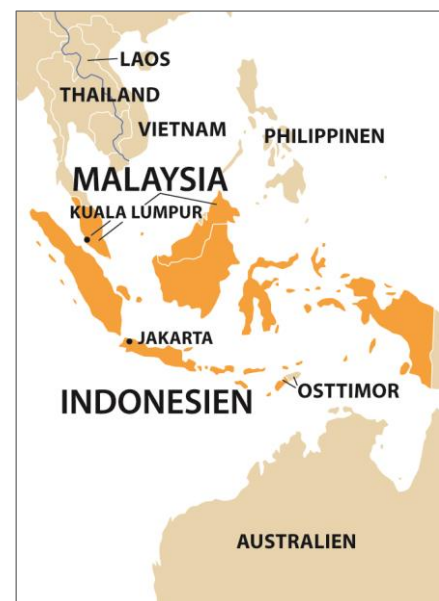 LAOS
THAILAND
VIETNAM
PHILIPPINEN
MALAYSIA
KUALA LUMPUR
JAKARTA
INDONESIEN
OSTTIMOR
AUSTRALIEN